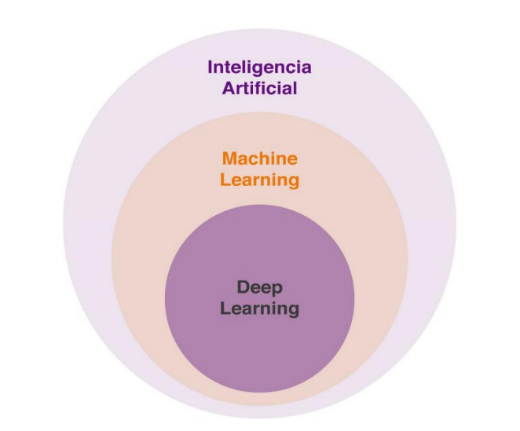 Inteligencia
Artificial
Machine
Learning
Deep
Learning